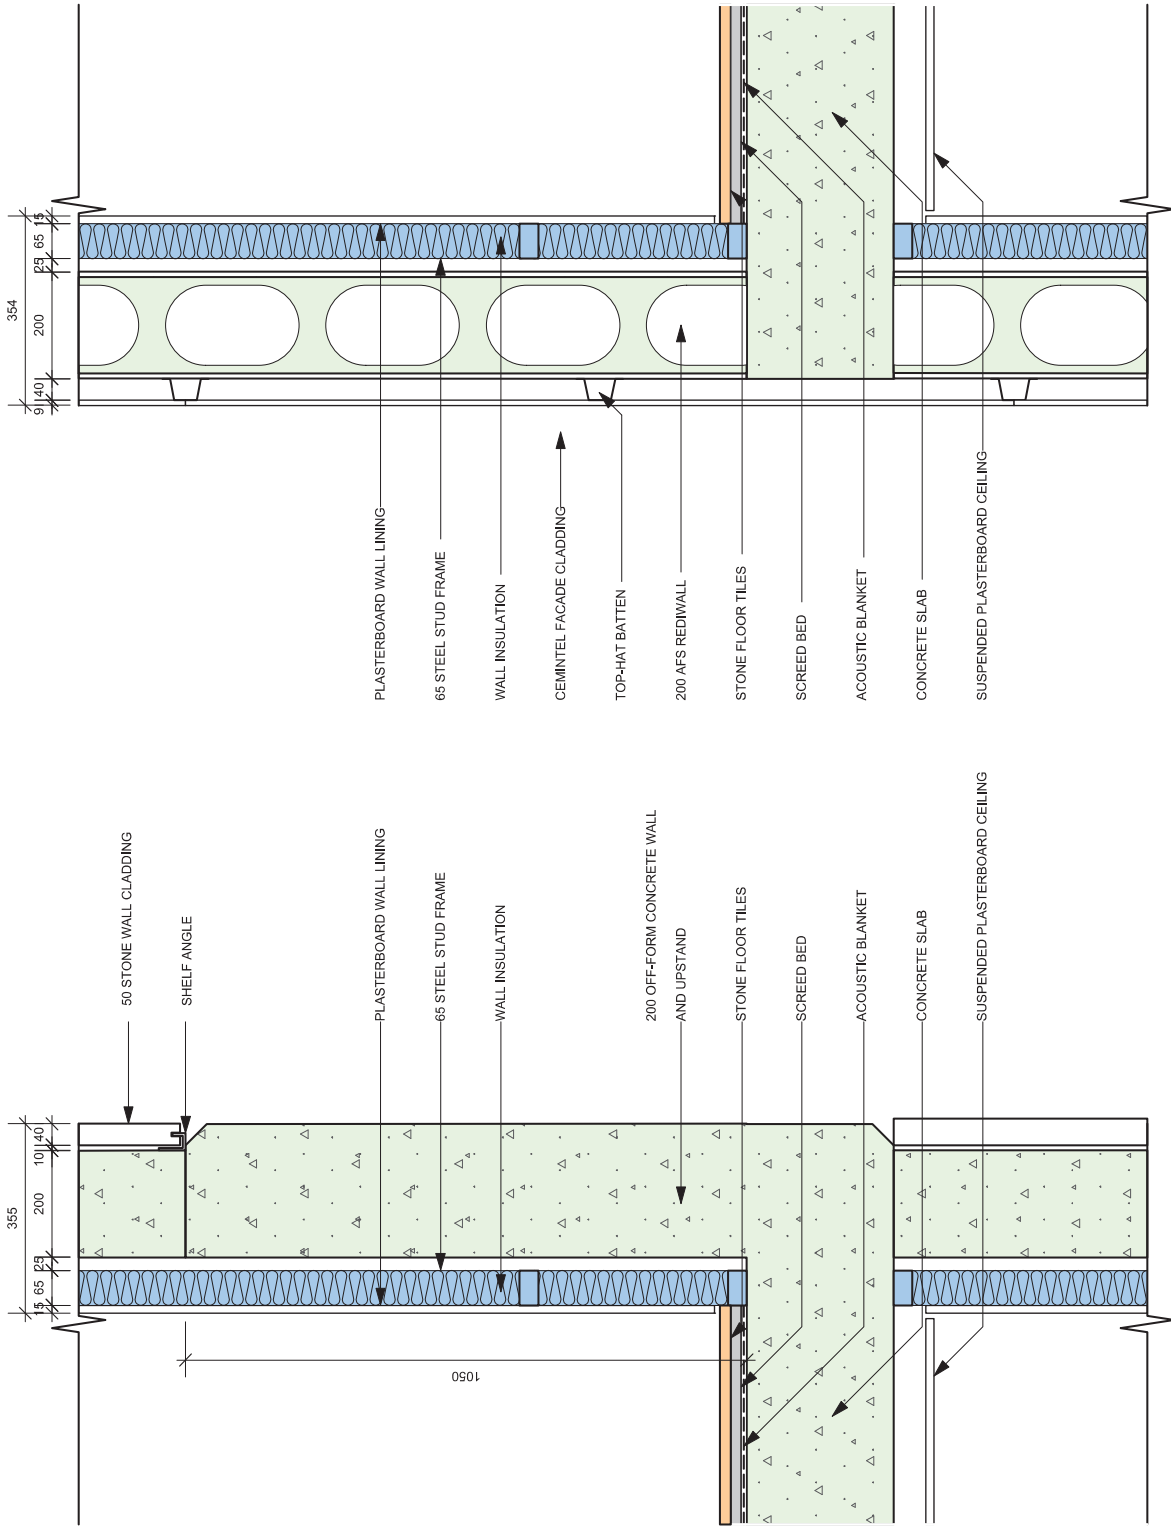 355
15 65 25 200 10 40
50 STONE WALL CLADDING
SHELF ANGLE
PLASTERBOARD WALL LINING
65 STEEL STUD FRAME
WALL INSULATION
200 OFF-FORM CONCRETE WALL
AND UPSTAND
STONE FLOOR TILES
SCREED BED
ACOUSTIC BLANKET
CONCRETE SLAB
SUSPENDED PLASTERBOARD CEILING
1050
354
9 40 200 25 65 15
PLASTERBOARD WALL LINING
65 STEEL STUD FRAME
WALL INSULATION
CEMINTEL FACADE CLADDING
TOP-HAT BATTEN
200 AFS REDIWALL
STONE FLOOR TILES
SCREED BED
ACOUSTIC BLANKET
CONCRETE SLAB
SUSPENDED PLASTERBOARD CEILING